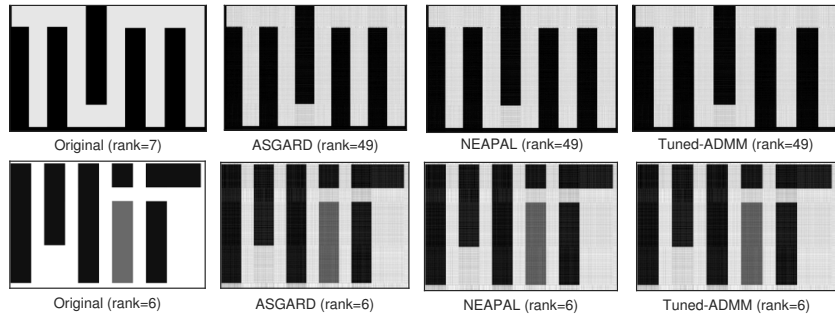 Original (rank=7) ASGARD (rank=49) NEAPAL (rank=49) Tuned-ADMM (rank=49)
Original (rank=6) ASGARD (rank=6) NEAPAL (rank=6) Tuned-ADMM (rank=6)